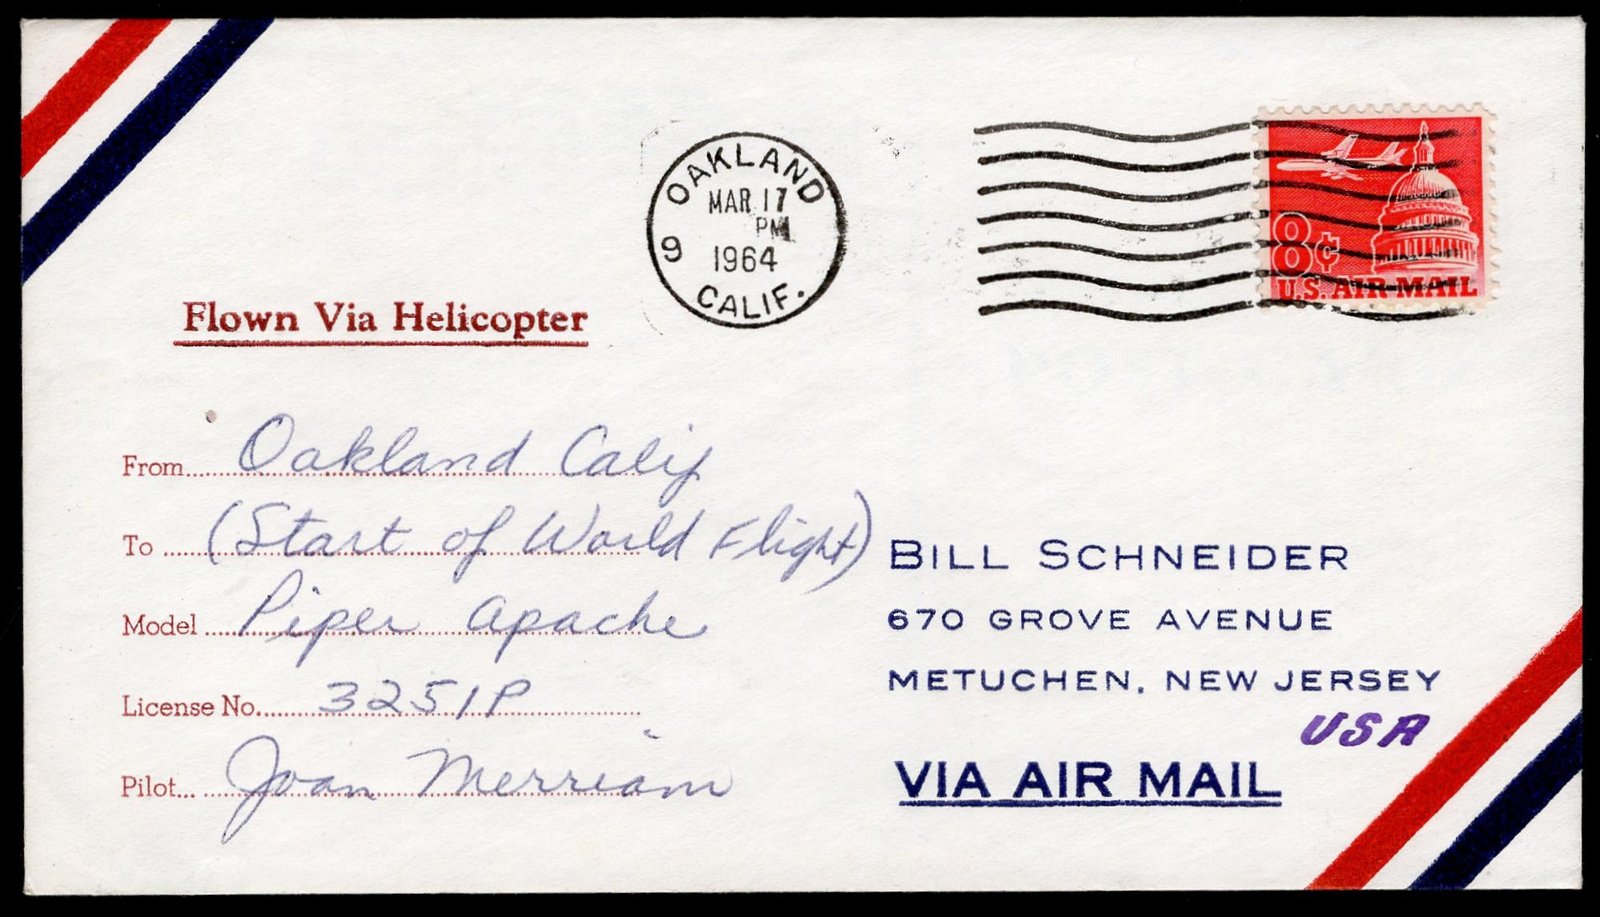 OAKLAND
MAR 17
PM
9
1964
CALIF.
8¢
U.S. AIR MAIL
Flown Via Helicopter
From Oakland Calif
To (Start of World Flight)
Model Piper Apache
License No. 3251P
Pilot Joan Merriam
BILL SCHNEIDER
670 GROVE AVENUE
METUCHEN, NEW JERSEY
USA
VIA AIR MAIL